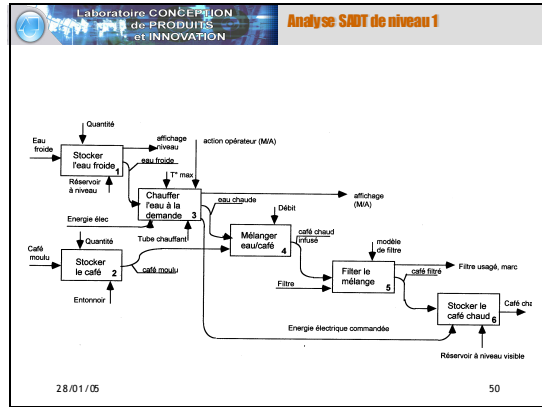 Laboratoire CONCEPTION
de PRODUITS
et INNOVATION
Analyse SADT de niveau 1
Quantité
Eau
froide
affichage
niveau
action opérateur (M/A)
Stocker
l'eau froide
1
eau froide
Réservoir
à niveau
T° max
Chauffer
l'eau à la
demande
3
eau chaude
affichage
(M/A)
Energie élec
Tube chauffant
Débit
Café
moulu
Quantité
Stocker
le café
2
café moulu
Entonnoir
Mélanger
eau/café
4
café chaud
infusé
modèle
de filtre
Filtre
Filter le
mélange
5
café filtré
Filtre usagé, marc
Stocker le
café chaud
6
Café cha
Energie électrique commandée
Réservoir à niveau visible
28/01/05
50